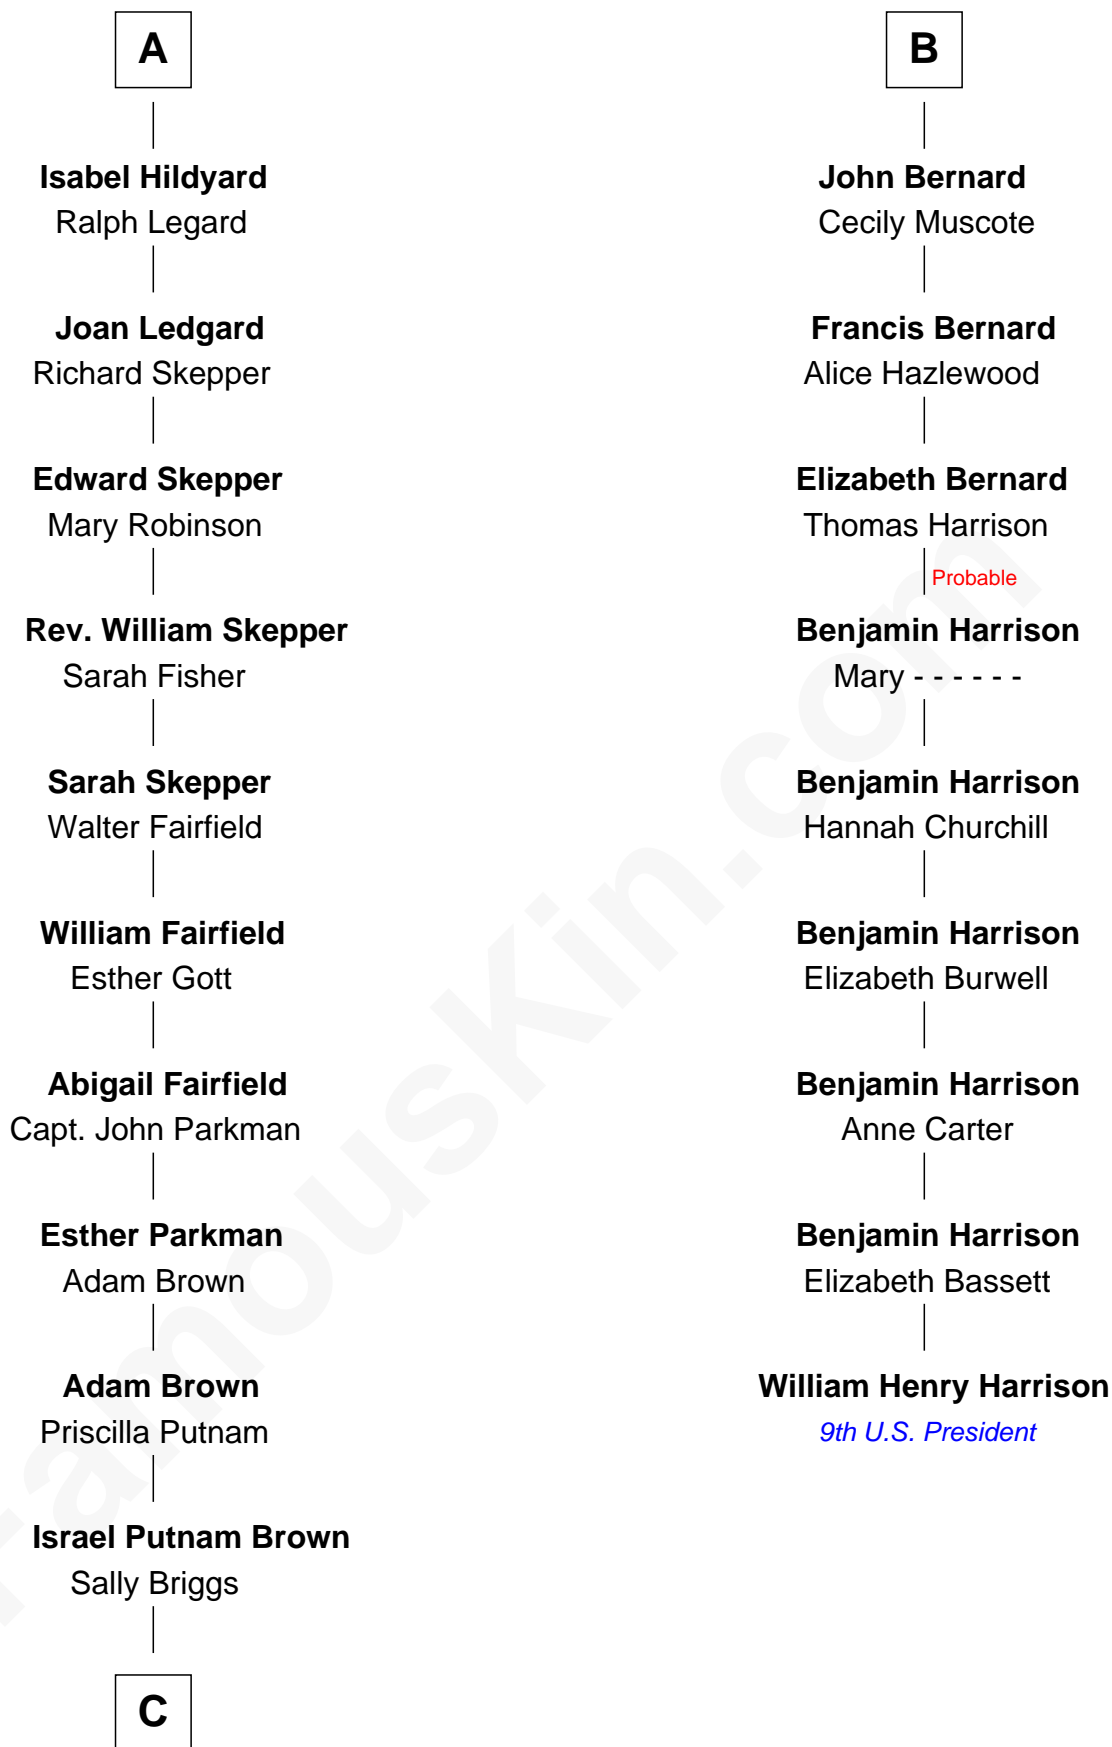 A
Isabel Hildyard
Ralph Legard
Joan Ledgard
Richard Skepper
Edward Skepper
Mary Robinson
Rev. William Skepper
Sarah Fisher
Sarah Skepper
Walter Fairfield
William Fairfield
Esther Gott
Abigail Fairfield
Capt. John Parkman
Esther Parkman
Adam Brown
Adam Brown
Priscilla Putnam
Israel Putnam Brown
Sally Briggs
C
B
John Bernard
Cecily Muscote
Francis Bernard
Alice Hazlewood
Elizabeth Bernard
Thomas Harrison
Probable
Benjamin Harrison
Mary - - - - - -
Benjamin Harrison
Hannah Churchill
Benjamin Harrison
Elizabeth Burwell
Benjamin Harrison
Anne Carter
Benjamin Harrison
Elizabeth Bassett
William Henry Harrison
9th U.S. President
FamousKin.com